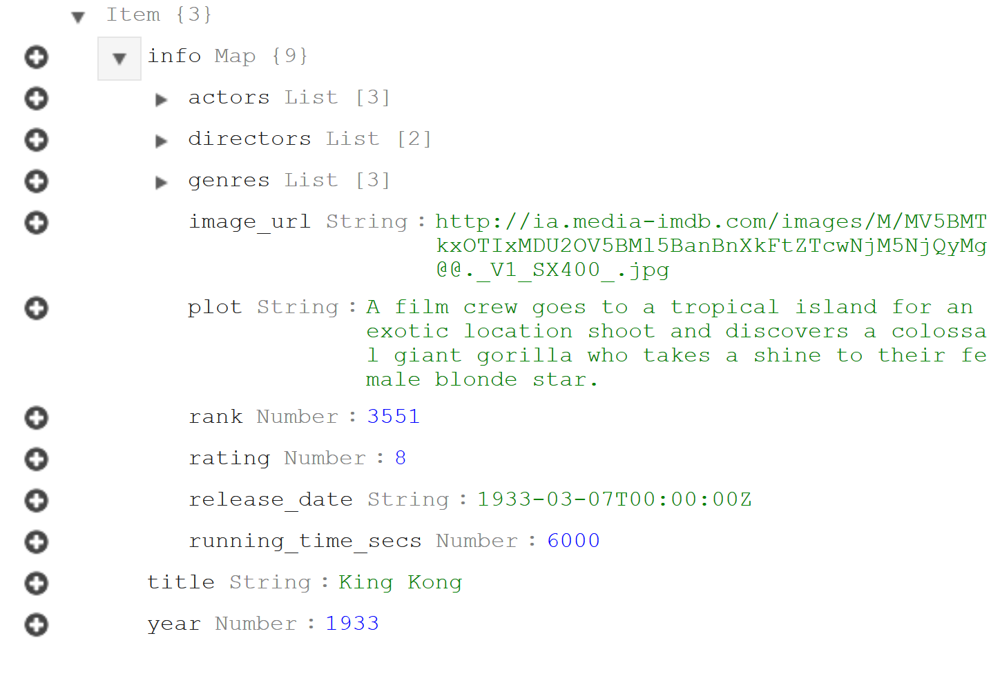 Item {3}
info Map {9}
actors List [3]
directors List [2]
genres List [3]
image_url String : http://ia.media-imdb.com/images/M/MV5BMT
kxOTIxMDU2OV5BMl5BanBnXkFtZTcwNjM5NjQyMg
@@._V1_SX400_.jpg
plot String : A film crew goes to a tropical island for an
exotic location shoot and discovers a colossa
l giant gorilla who takes a shine to their fe
male blonde star.
rank Number : 3551
rating Number : 8
release_date String : 1933-03-07T00:00:00Z
running_time_secs Number : 6000
title String : King Kong
year Number : 1933